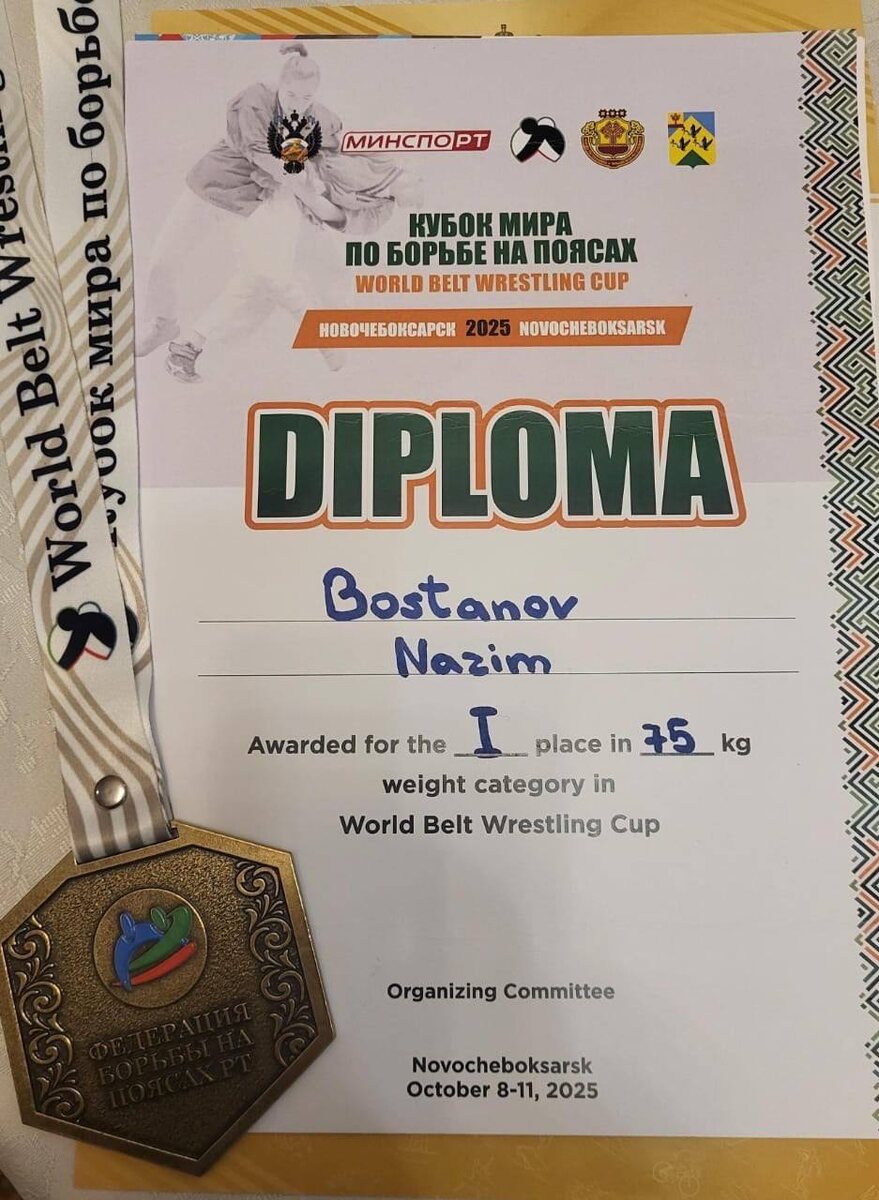 World Belt Wrestling
Кубок мира по борьбе
МИНСПОРТ
КУБОК МИРА
ПО БОРЬБЕ НА ПОЯСАХ
WORLD BELT WRESTLING CUP
НОВОЧЕБОКСАРСК 2025 NOVOCHEBOKSARSK
DIPLOMA
Bostanov
Nazim
Awarded for the I place in 75 kg
weight category in
World Belt Wrestling Cup
ФЕДЕРАЦИЯ
БОРЬБЫ НА
ПОЯСАХ РТ
Organizing Committee
Novocheboksarsk
October 8-11, 2025